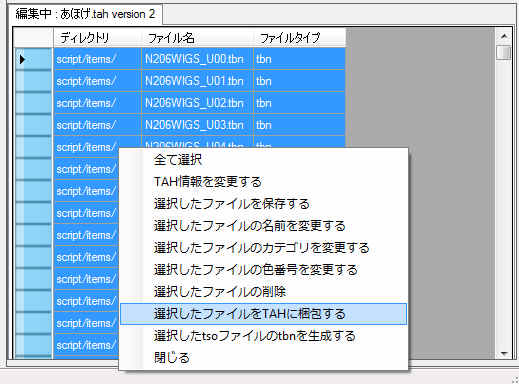 編集中 : あほげ.tah version 2
ディレクトリ ファイル名 ファイルタイプ
script/items/ N206WIGS_U00.tbn tbn
script/items/ N206WIGS_U01.tbn tbn
script/items/ N206WIGS_U02.tbn tbn
script/items/ N206WIGS_U03.tbn tbn
script/items/ N206WIGS_U04.tbn tbn
script/items/
script/items/
script/items/
script/items/
script/items/
script/items/
script/items/
script/items/
script/items/
全て選択
TAH情報を変更する
選択したファイルを保存する
選択したファイルの名前を変更する
選択したファイルのカテゴリを変更する
選択したファイルの色番号を変更する
選択したファイルの削除
選択したファイルをTAHに梱包する
選択したtsoファイルのtbnを生成する
閉じる